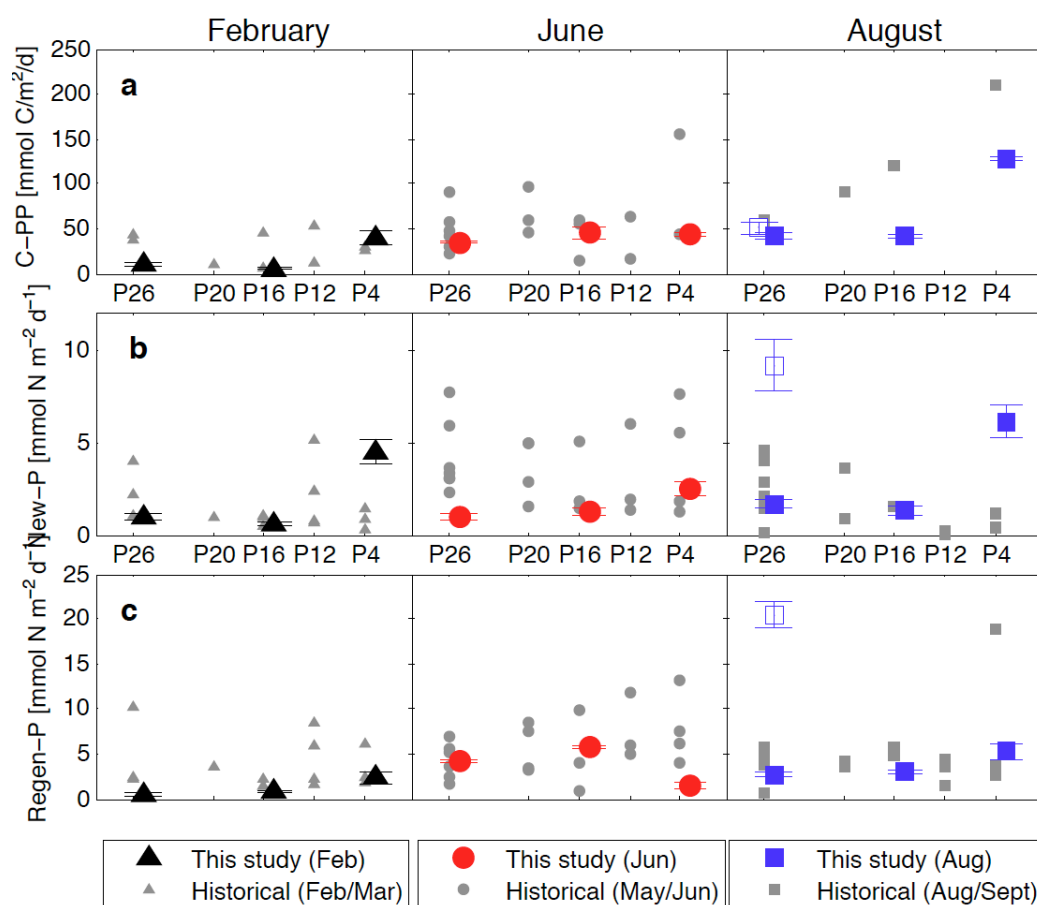 February June August
C-PP [mmol C/m²/d]
250
200
150
100
50
0
a
P26 P20 P16 P12 P4 P26 P20 P16 P12 P4 P26 P20 P16 P12 P4
New-P [mmol N m⁻² d⁻¹]
10
5
0
b
P26 P20 P16 P12 P4 P26 P20 P16 P12 P4 P26 P20 P16 P12 P4
Regen-P [mmol N m⁻² d⁻¹]
25
20
15
10
5
0
c
This study (Feb) This study (Jun) This study (Aug)
Historical (Feb/Mar) Historical (May/Jun) Historical (Aug/Sept)